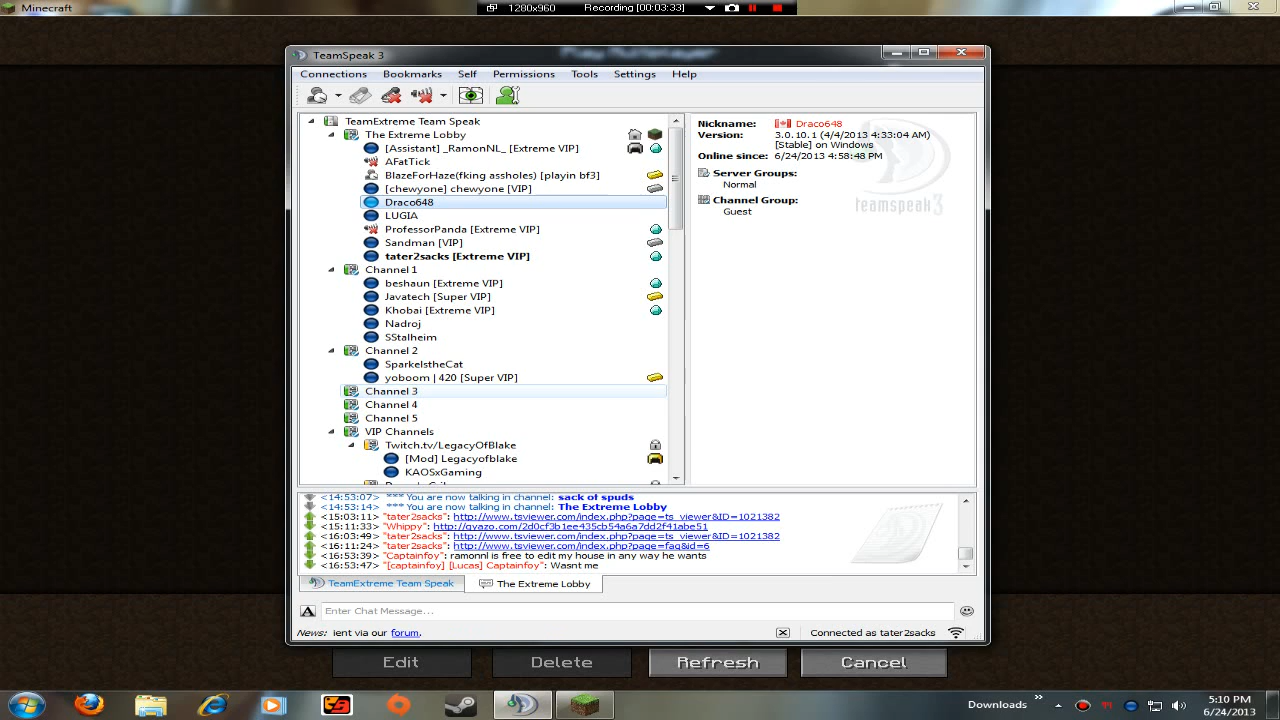 Minecraft
1280x960
Recording [00:03:33]
Play Multiplayer
TeamSpeak 3
Connections Bookmarks Self Permissions Tools Settings Help
TeamExtreme Team Speak
The Extreme Lobby
[Assistant] _RamonNL_ [Extreme VIP]
AFatTick
BlazeForHaze(fking assholes) [playin bf3]
[chewyone] chewyone [VIP]
Draco648
LUGIA
ProfessorPanda [Extreme VIP]
Sandman [VIP]
tater2sacks [Extreme VIP]
Channel 1
beshaun [Extreme VIP]
Javatech [Super VIP]
Khobai [Extreme VIP]
Nadroj
SStalheim
Channel 2
SparkelstheCat
yoboom | 420 [Super VIP]
Channel 3
Channel 4
Channel 5
VIP Channels
Twitch.tv/LegacyOfBlake
[Mod] Legacyofblake
KAOSxGaming
Nickname: Draco648
Version: 3.0.10.1 (4/4/2013 4:33:04 AM)
[Stable] on Windows
Online since: 6/24/2013 4:58:48 PM
Server Groups:
Normal
Channel Group:
Guest
teamspeak3
<14:53:07> *** You are now talking in channel: sack of spuds
<14:53:14> *** You are now talking in channel: The Extreme Lobby
<15:03:11> "tater2sacks": http://www.tsviewer.com/index.php?page=ts_viewer&ID=1021382
<15:11:33> "Whippy": http://gyazo.com/2d0cf3b1ee435cb54a6a7dd2f41abe51
<16:03:49> "tater2sacks": http://www.tsviewer.com/index.php?page=ts_viewer&ID=1021382
<16:11:24> "tater2sacks": http://www.tsviewer.com/index.php?page=faq&id=6
<16:53:39> "Captainfoy": ramonnl is free to edit my house in any way he wants
<16:53:47> "[captainfoy] [Lucas] Captainfoy": Wasnt me
TeamExtreme Team Speak
The Extreme Lobby
Enter Chat Message...
News: ient via our forum.
Connected as tater2sacks
Edit
Delete
Refresh
Cancel
Downloads
5:10 PM
6/24/2013